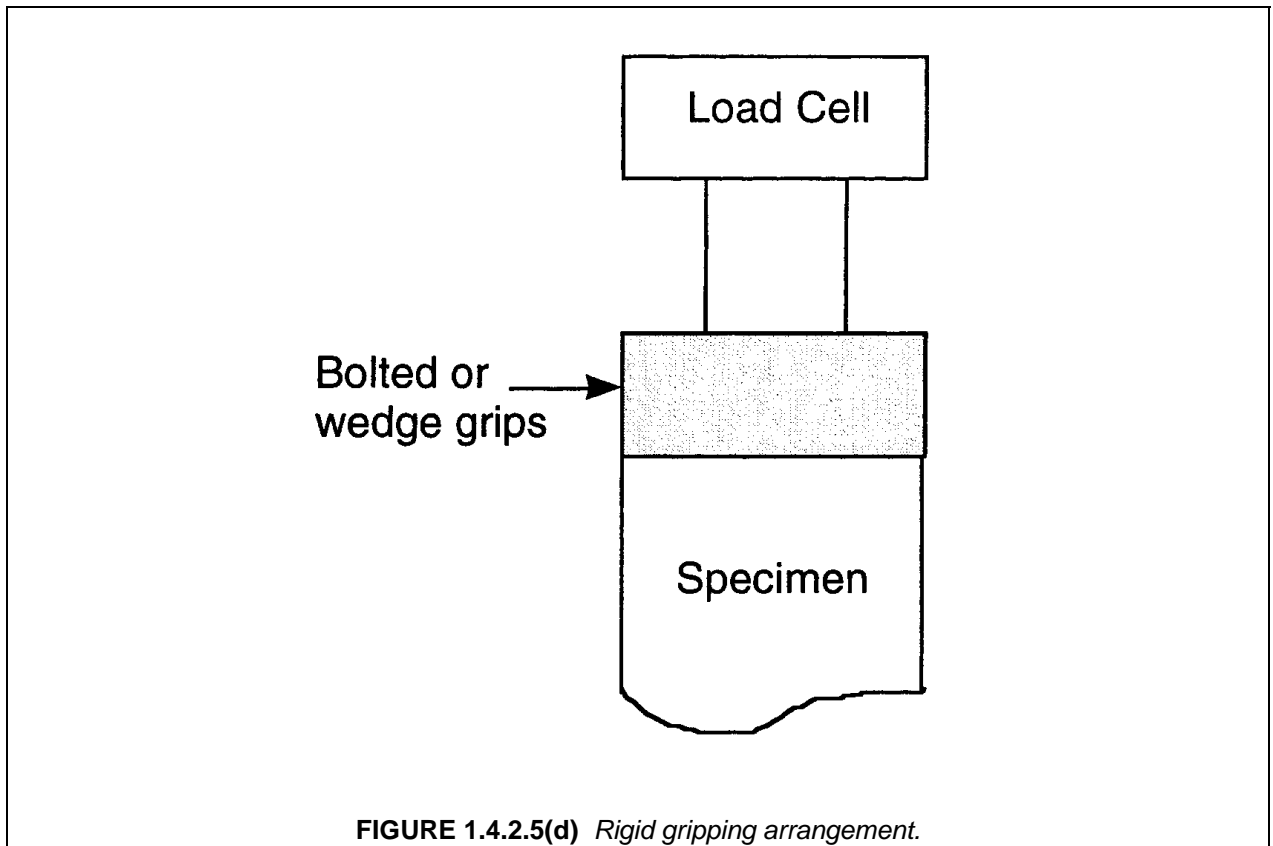 Load Cell
Bolted or
wedge grips
Specimen
FIGURE 1.4.2.5(d) Rigid gripping arrangement.